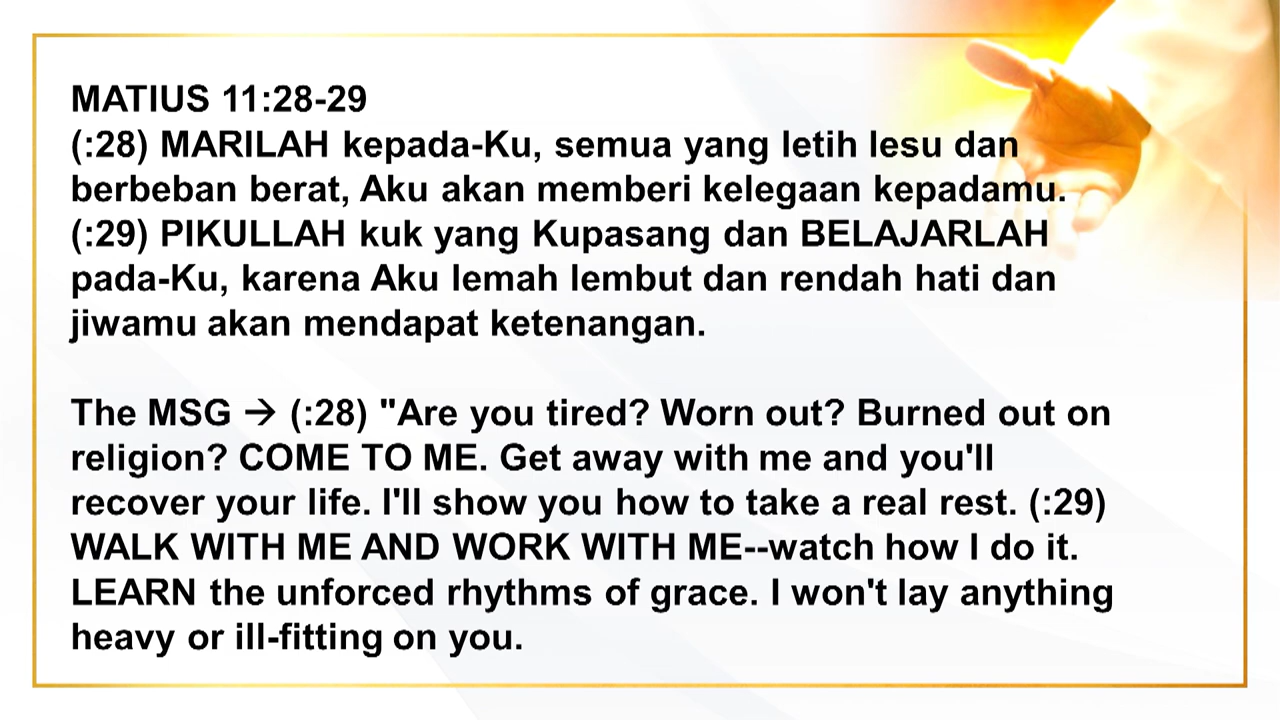 MATIUS 11:28-29
(:28) MARILAH kepada-Ku, semua yang letih lesu dan
berbeban berat, Aku akan memberi kelegaan kepadamu.
(:29) PIKULLAH kuk yang Kupasang dan BELAJARLAH
pada-Ku, karena Aku lemah lembut dan rendah hati dan
jiwamu akan mendapat ketenangan.
The MSG → (:28) "Are you tired? Worn out? Burned out on
religion? COME TO ME. Get away with me and you'll
recover your life. I'll show you how to take a real rest. (:29)
WALK WITH ME AND WORK WITH ME--watch how I do it.
LEARN the unforced rhythms of grace. I won't lay anything
heavy or ill-fitting on you.